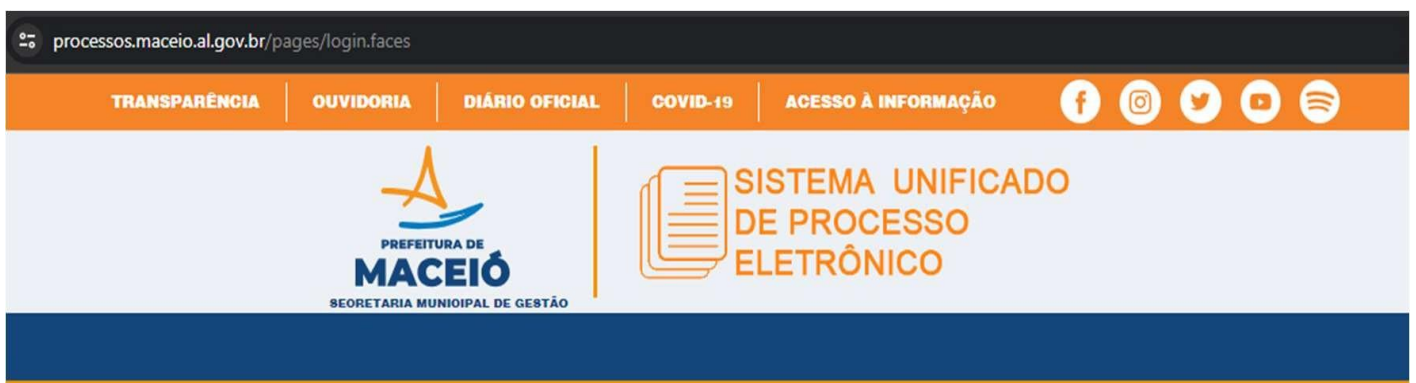 processos.maceio.al.gov.br/pages/login.faces
TRANSPARÊNCIA OUVIDORIA DIÁRIO OFICIAL COVID-19 ACESSO À INFORMAÇÃO
PREFEITURA DE
MACEIÓ
SECRETARIA MUNICIPAL DE GESTÃO
SISTEMA UNIFICADO
DE PROCESSO
ELETRÔNICO